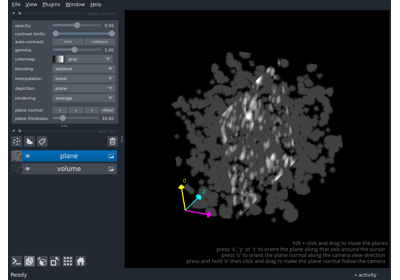 File View Plugins Window Help
opacity: 0.50
contrast limits:
auto-contrast: once continuous
gamma: 1.00
colormap: gray
blending: additive
interpolation: linear
depiction: plane
rendering: average
plane normal: x y z oblique
plane thickness: 10.00
plane
volume
0
2
hift + click and drag to move the planes
press 'x', 'y' or 'z' to orient the plane along that axis around the cursor
press 'o' to orient the plane normal along the camera view direction
press and hold 'o' then click and drag to make the plane normal follow the camera
Ready
activity